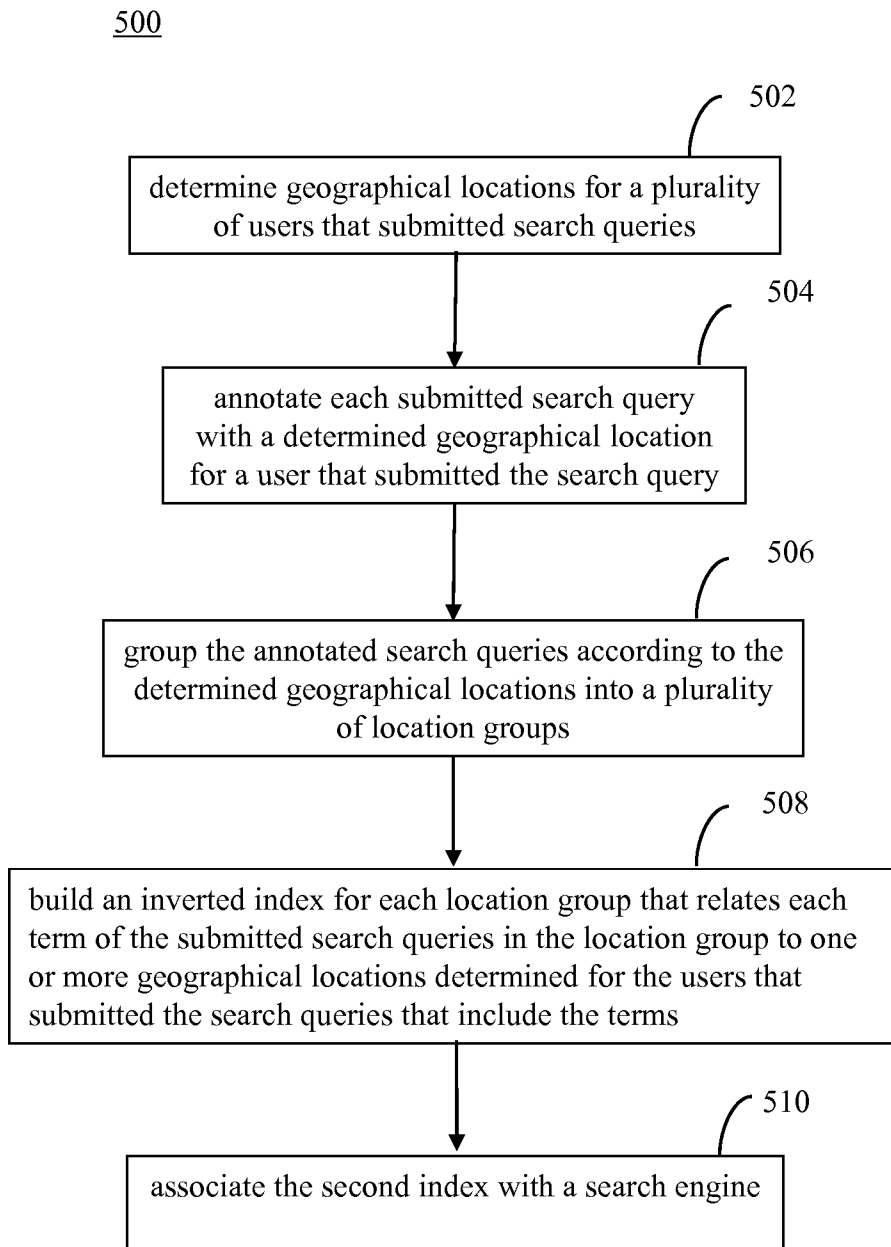 500
502
determine geographical locations for a plurality
of users that submitted search queries
504
annotate each submitted search query
with a determined geographical location
for a user that submitted the search query
506
group the annotated search queries according to the
determined geographical locations into a plurality
of location groups
508
build an inverted index for each location group that relates each
term of the submitted search queries in the location group to one
or more geographical locations determined for the users that
submitted the search queries that include the terms
510
associate the second index with a search engine